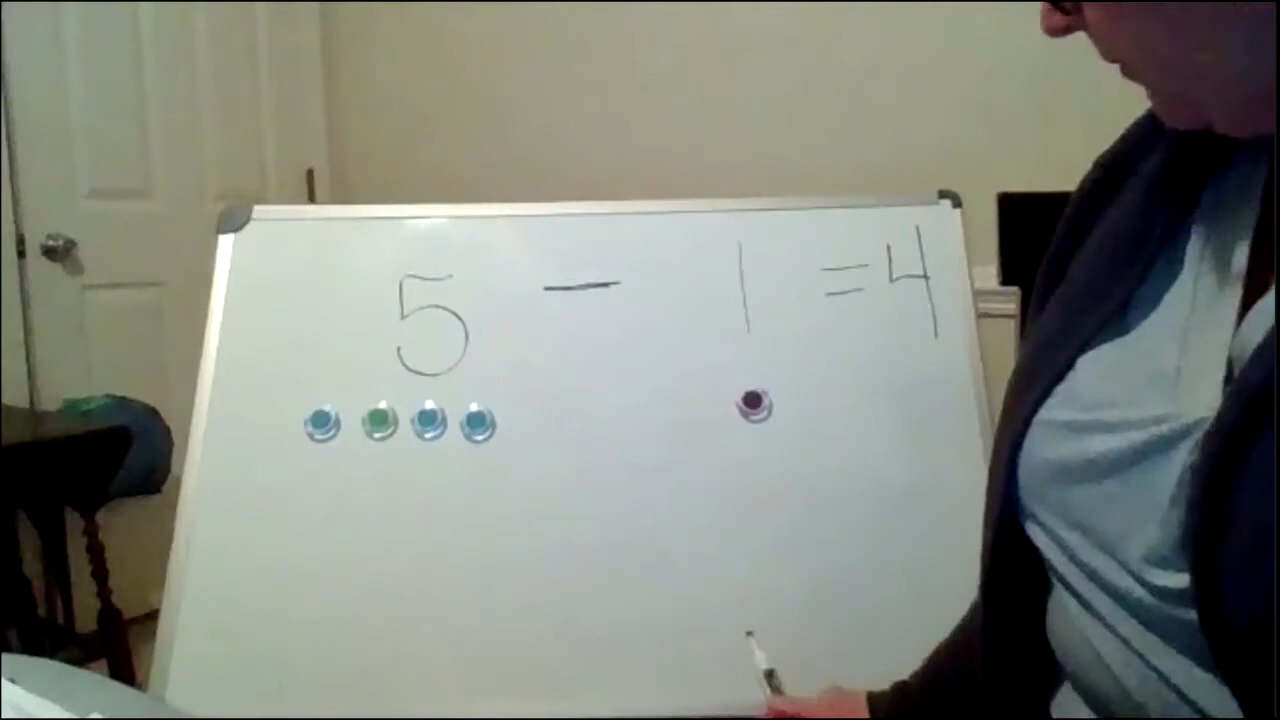 5 — 1 = 4